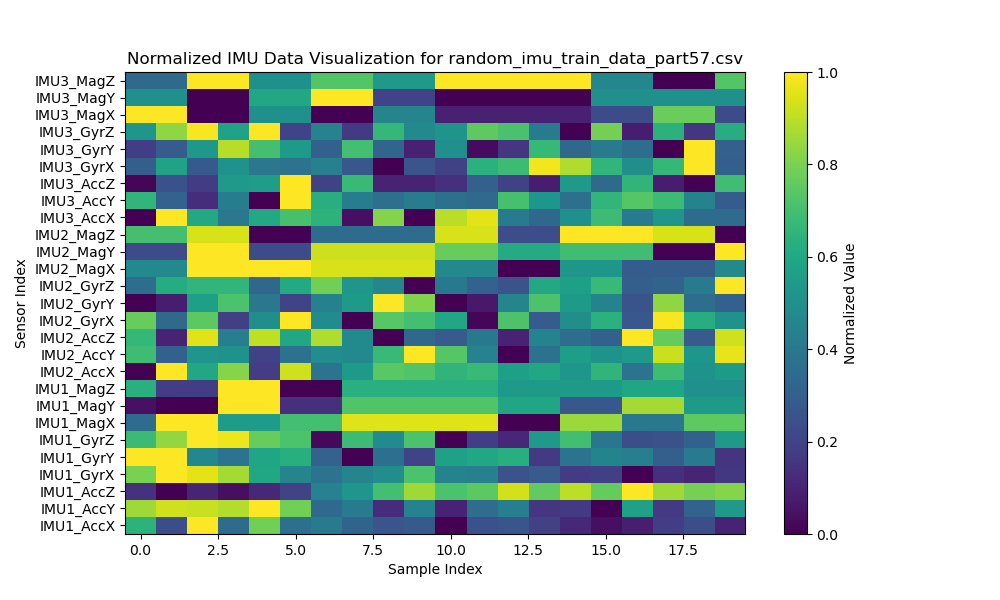 Normalized IMU Data Visualization for random_imu_train_data_part57.csv
IMU3_MagZ
IMU3_MagY
IMU3_MagX
IMU3_GyrZ
IMU3_GyrY
IMU3_GyrX
IMU3_AccZ
IMU3_AccY
IMU3_AccX
IMU2_MagZ
IMU2_MagY
IMU2_MagX
IMU2_GyrZ
IMU2_GyrY
IMU2_GyrX
IMU2_AccZ
IMU2_AccY
IMU2_AccX
IMU1_MagZ
IMU1_MagY
IMU1_MagX
IMU1_GyrZ
IMU1_GyrY
IMU1_GyrX
IMU1_AccZ
IMU1_AccY
IMU1_AccX
Sensor Index
0.0 2.5 5.0 7.5 10.0 12.5 15.0 17.5
Sample Index
1.0
0.8
0.6
0.4
0.2
0.0
Normalized Value